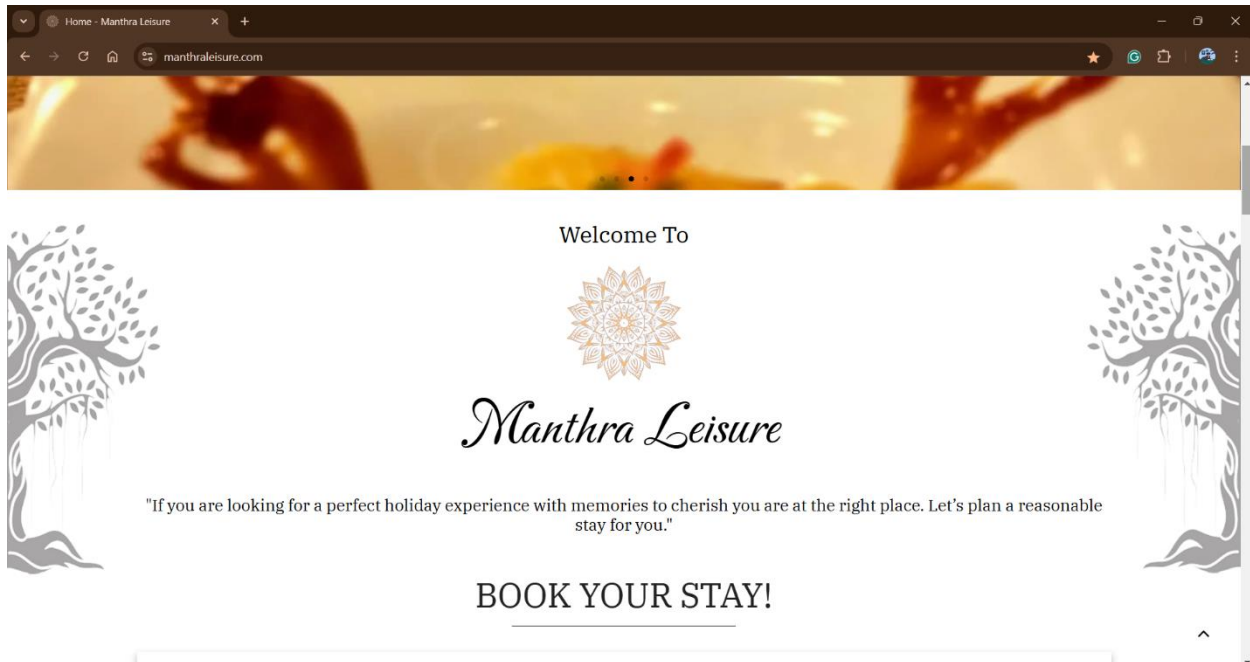 Home - Manthra Leisure
manthraleisure.com
Welcome To
Manthra Leisure
"If you are looking for a perfect holiday experience with memories to cherish you are at the right place. Let’s plan a reasonable
stay for you."
BOOK YOUR STAY!